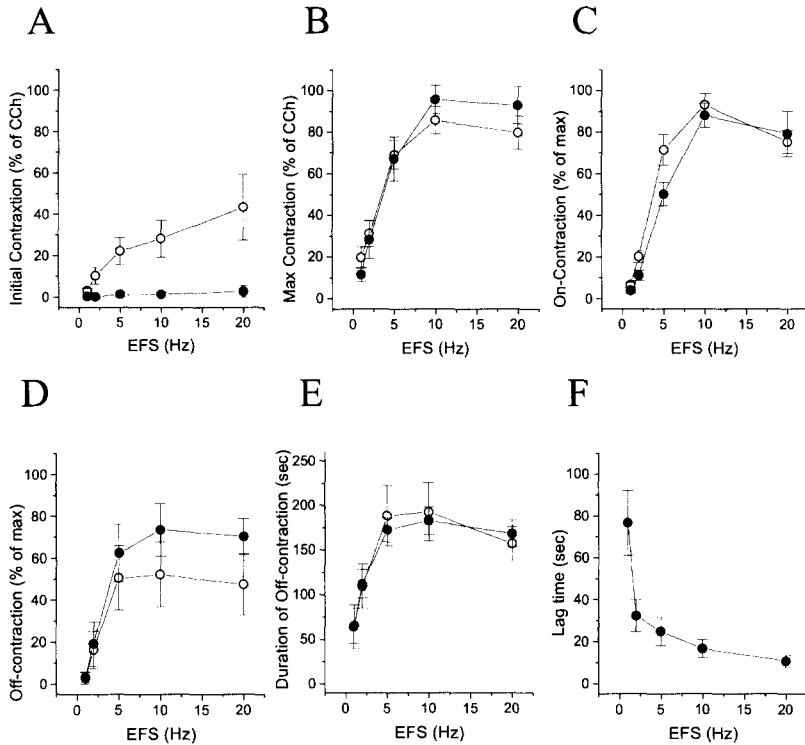 A
Initial Contraxtion (% of CCh)
100
80
60
40
20
0
0 5 10 15 20
EFS (Hz)
B
Max Contraction (% of CCh)
100
80
60
40
20
0
0 5 10 15 20
EFS (Hz)
C
On-Contraction (% of max)
100
80
60
40
20
0
0 5 10 15 20
EFS (Hz)
D
Off-contraction (% of max)
100
80
60
40
20
0
0 5 10 15 20
EFS (Hz)
E
Duration of Off-contraction (sec)
250
200
150
100
50
0
0 5 10 15 20
EFS (Hz)
F
Lag time (sec)
100
80
60
40
20
0
0 5 10 15 20
EFS (Hz)